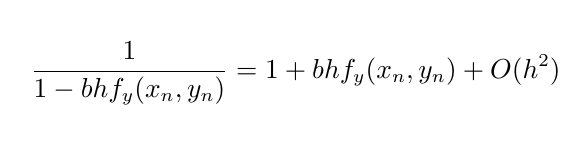 \frac{1}{1 - bhf_y(x_n, y_n)} = 1 + bhf_y(x_n, y_n) + O(h^2)